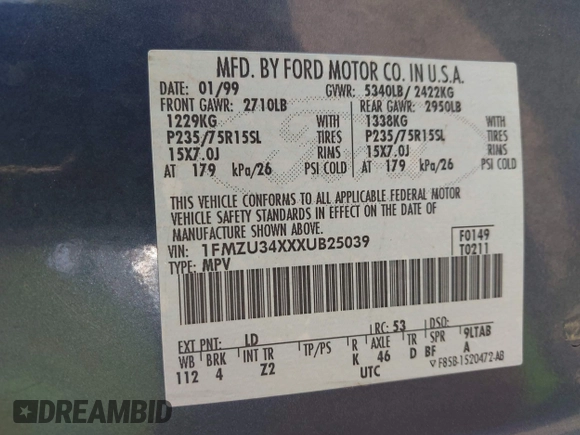 MFD. BY FORD MOTOR CO. IN U.S.A.
DATE: 01/99 GVWR: 5340LB/ 2422KG
FRONT GAWR: 2710LB REAR GAWR: 2950LB
1229KG WITH 1338KG WITH
P235/75R15SL TIRES P235/75R15SL TIRES
15X7.0J RIMS 15X7.0J RIMS
AT 179 kPa/26 PSI COLD AT 179 kPa/26 PSI COLD
THIS VEHICLE CONFORMS TO ALL APPLICABLE FEDERAL MOTOR
VEHICLE SAFETY STANDARDS IN EFFECT ON THE DATE OF
MANUFACTURE SHOWN ABOVE.
VIN: 1FMZU34XXXUB25039 F0149
TYPE: MPV T0211
EXT PNT: LD RC: 53 DSO:
WB BRK INT TR TP/PS R AXLE TR SPR 9LTAB
112 4 Z2 K 46 D BF A
UTC F85B-1520472-AB
DREAMBID